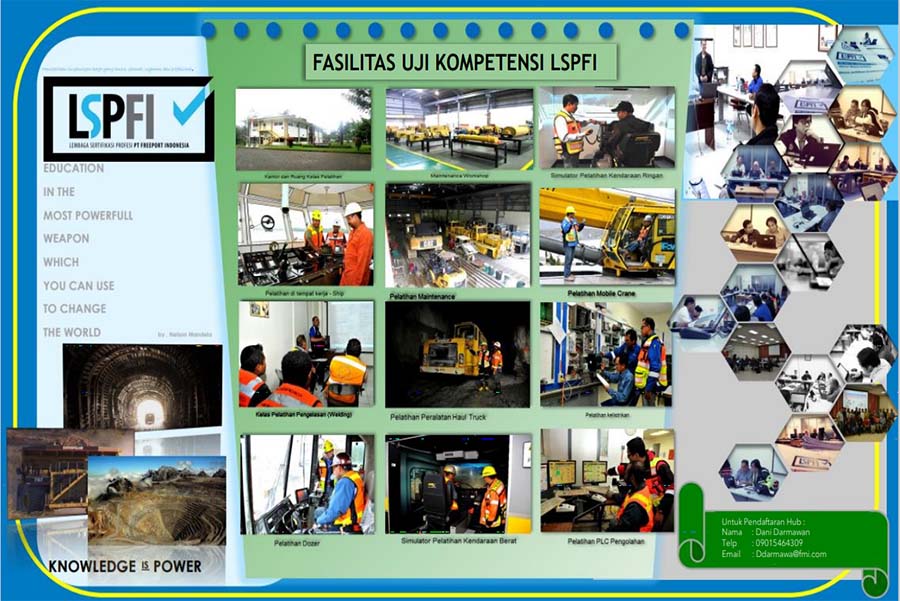 LSPFI
LEMBAGA SERTIFIKASI PROFESI PT FREEPORT INDONESIA
EDUCATION
IN THE
MOST POWERFULL
WEAPON
WHICH
YOU CAN USE
TO CHANGE
THE WORLD
by . Nelson Mandela
KNOWLEDGE IS POWER
FASILITAS UJI KOMPETENSI LSPFI
Kantor dan Ruang Kelas Pelatihan
Maintenance Workshop
Simulator Pelatihan Kendaraan Ringan
Pelatihan di tempat kerja - Ship
Pelatihan Maintenance
Pelatihan Mobile Crane
Kelas Pelatihan Pengelasan (Welding)
Pelatihan Peralatan Haul Truck
Pelatihan kelistrikan
Pelatihan Dozer
Simulator Pelatihan Kendaraan Berat
Pelatihan PLC Pengolahan
Untuk Pendaftaran Hub :
Nama : Dani Darmawan
Telp : 09015464309
Email : Ddarmawa@fmi.com